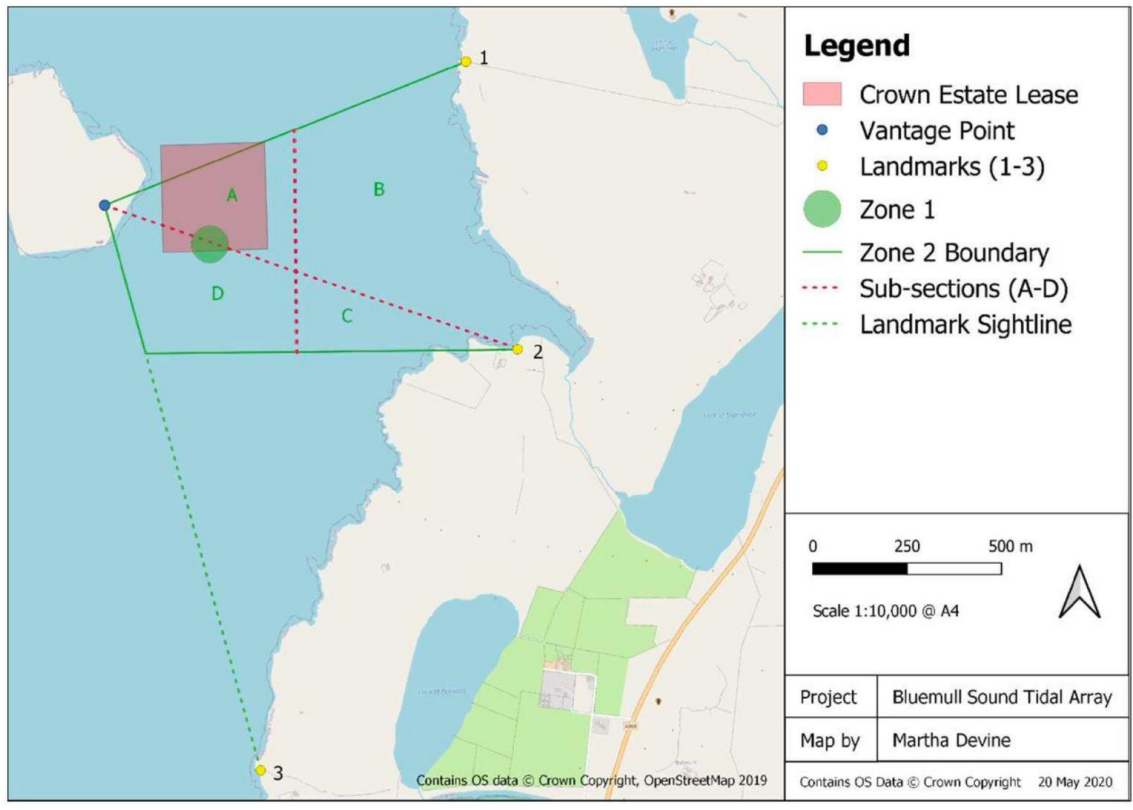 1
A
B
D
C
2
3
Contains OS data © Crown Copyright, OpenStreetMap 2019
Legend
Crown Estate Lease
Vantage Point
Landmarks (1-3)
Zone 1
Zone 2 Boundary
Sub-sections (A-D)
Landmark Sightline
0 250 500 m
Scale 1:10,000 @ A4
Project Bluemull Sound Tidal Array
Map by Martha Devine
Contains OS Data © Crown Copyright 20 May 2020